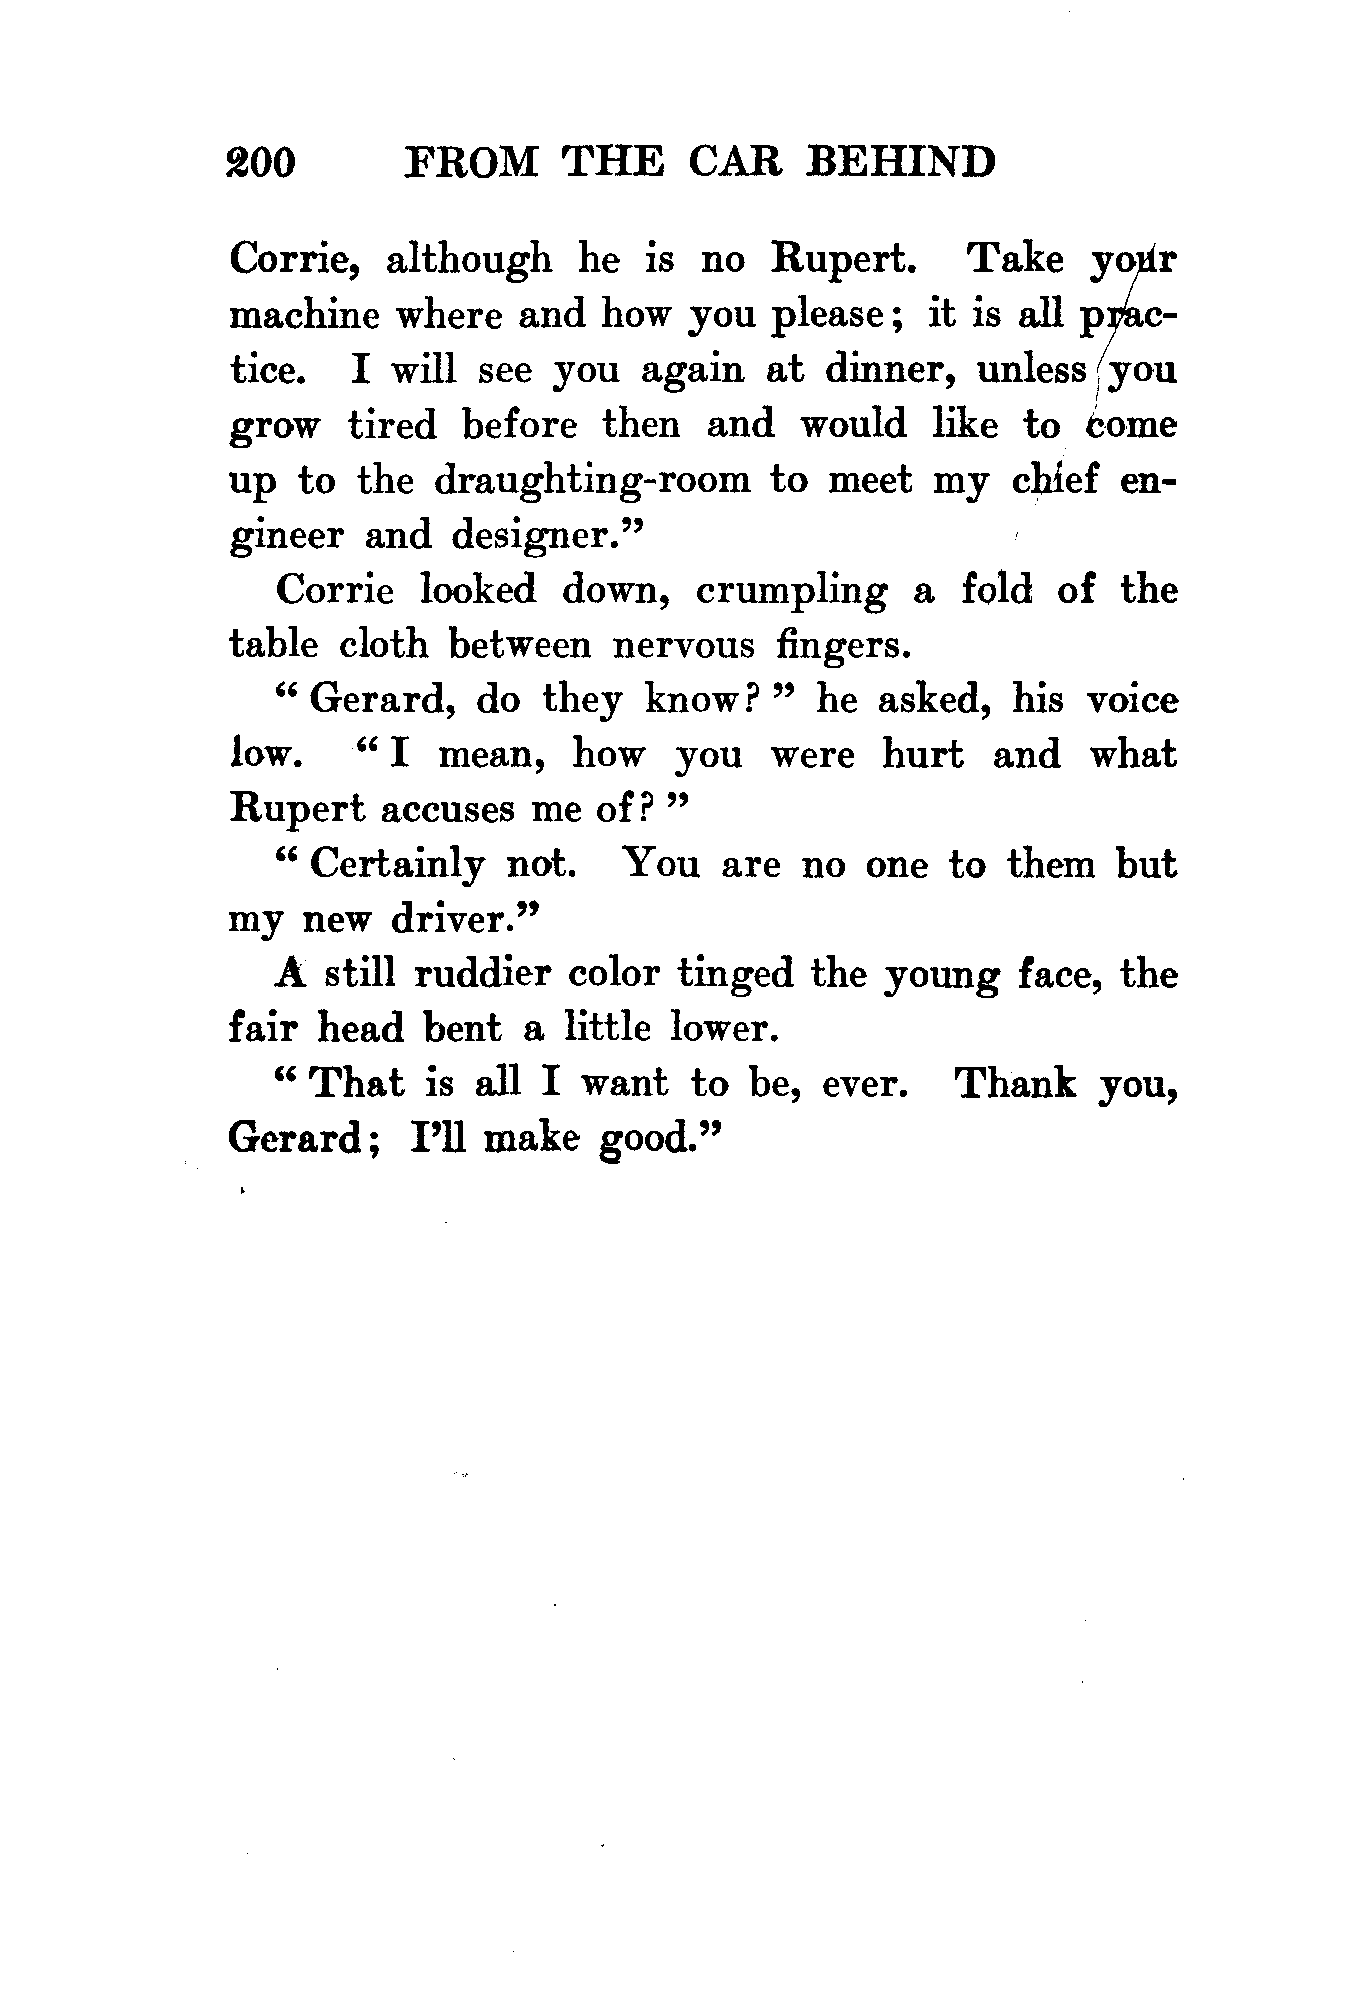 200 FROM THE CAR BEHIND
Corrie, although he is no Rupert. Take your
machine where and how you please; it is all prac-
tice. I will see you again at dinner, unless you
grow tired before then and would like to come
up to the draughting-room to meet my chief en-
gineer and designer.”
Corrie looked down, crumpling a fold of the
table cloth between nervous fingers.
“ Gerard, do they know? ” he asked, his voice
low. “ I mean, how you were hurt and what
Rupert accuses me of? ”
“ Certainly not. You are no one to them but
my new driver.”
A still ruddier color tinged the young face, the
fair head bent a little lower.
“ That is all I want to be, ever. Thank you,
Gerard; I’ll make good.”